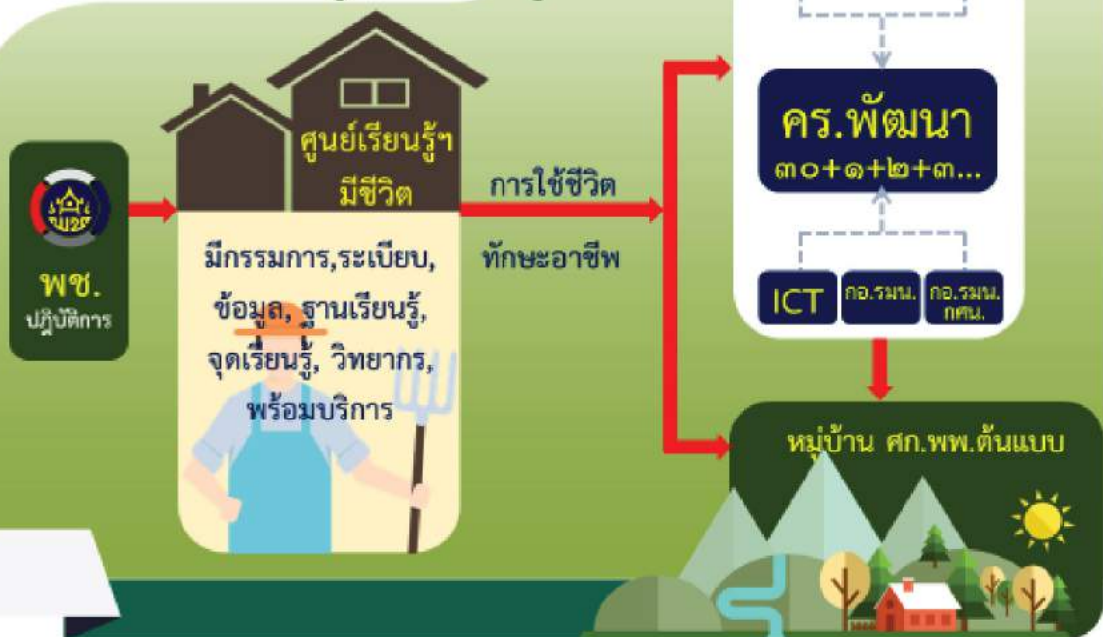 พช.
ปฏิบัติการ
ศูนย์เรียนรู้ฯ
มีชีวิต
มีกรรมการ,ระเบียบ,
ข้อมูล, ฐานเรียนรู้,
จุดเรียนรู้, วิทยากร,
พร้อมบริการ
การใช้ชีวิต
ทักษะอาชีพ
คร.พัฒนา
๓๐+๑+๒+๓...
ICT
กอ.รมน.
กอ.รมน.
กศน.
หมู่บ้าน ศก.พพ.ต้นแบบ